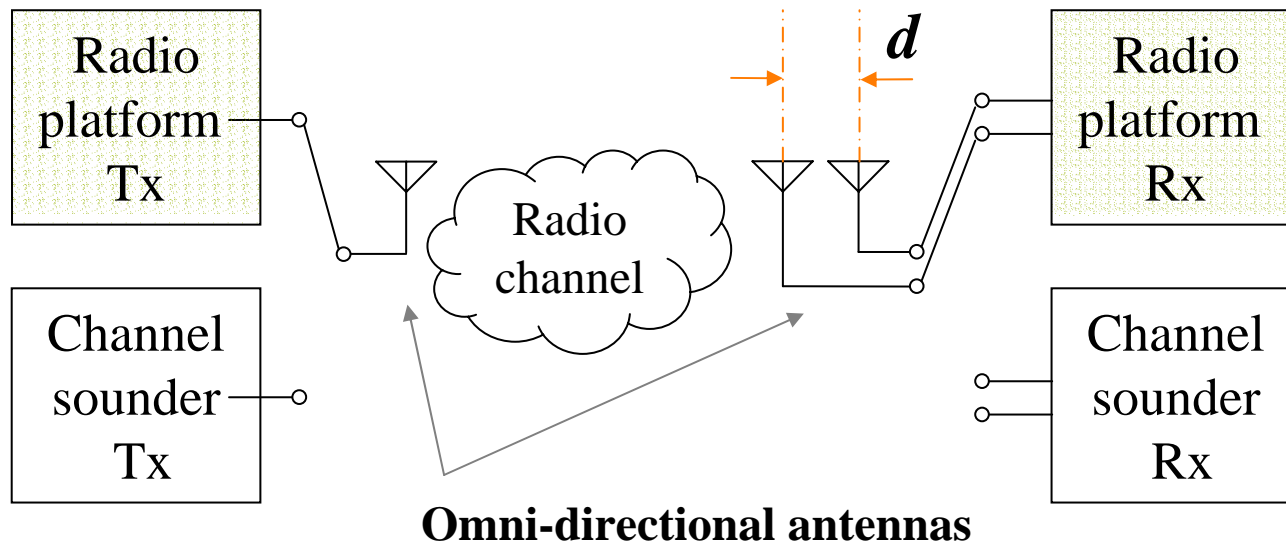 Radio
platform
Tx
Radio
channel
d
Radio
platform
Rx
Channel
sounder
Tx
Channel
sounder
Rx
Omni-directional antennas